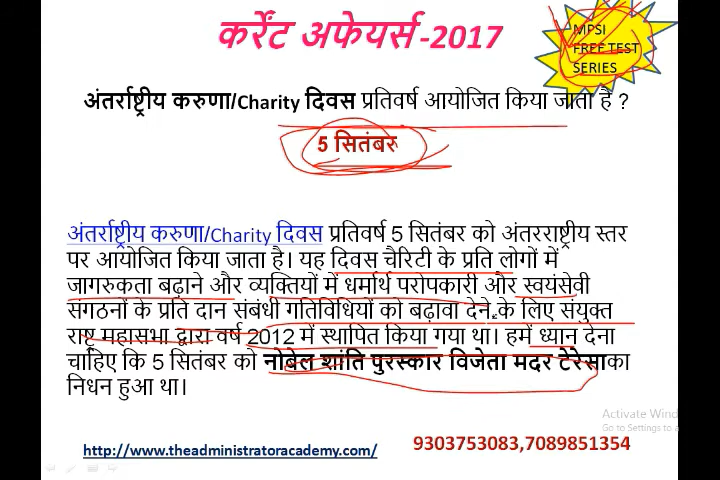 करेंट अफेयर्स-2017
MPSI
FREE TEST
SERIES
अंतर्राष्ट्रीय करुणा/Charity दिवस प्रतिवर्ष आयोजित किया जाता है ?
5 सितंबर
अंतर्राष्ट्रीय करुणा/Charity दिवस प्रतिवर्ष 5 सितंबर को अंतरराष्ट्रीय स्तर
पर आयोजित किया जाता है। यह दिवस चैरिटी के प्रति लोगों में
जागरुकता बढ़ाने और व्यक्तियों में धर्मार्थ परोपकारी और स्वयंसेवी
संगठनों के प्रति दान संबंधी गतिविधियों को बढ़ावा देने के लिए संयुक्त
राष्ट्र महासभा द्वारा वर्ष 2012 में स्थापित किया गया था। हमें ध्यान देना
चाहिए कि 5 सितंबर को नोबेल शांति पुरस्कार विजेता मदर टेरेसा का
निधन हुआ था।
Activate Wind
Go to Settings to a
http://www.theadministratoracademy.com/
9303753083,7089851354